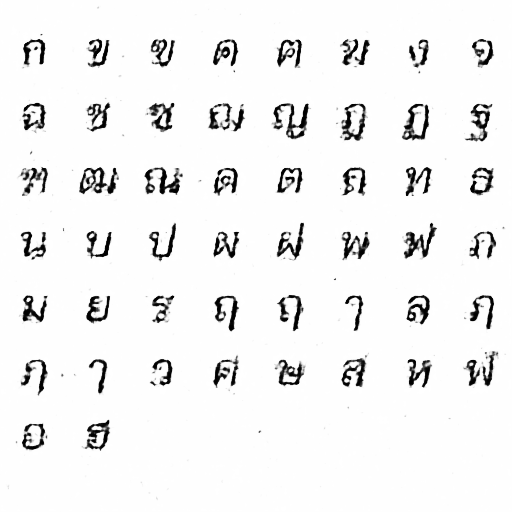 ก ข ฃ ค ฅ ฆ ง จ
ฉ ช ซ ฌ ญ ฎ ฏ ฐ
ฑ ฒ ณ ด ต ถ ท ธ
น บ ป ผ ฝ พ ฟ ภ
ม ย ร ฤ ฤ ๅ ล ฦ
ฦ ๅ ว ศ ษ ส ห ฬ
อ ฮ